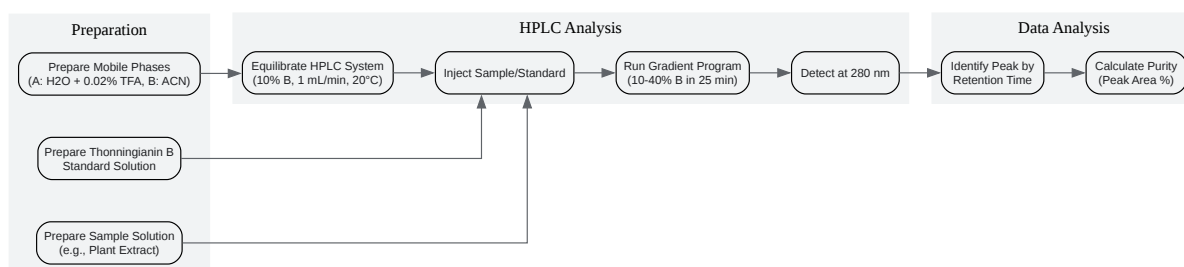 Preparation
Prepare Mobile Phases
(A: H2O + 0.02% TFA, B: ACN)
Prepare Thonningianin B
Standard Solution
Prepare Sample Solution
(e.g., Plant Extract)
HPLC Analysis
Equilibrate HPLC System
(10% B, 1 mL/min, 20°C)
Inject Sample/Standard
Run Gradient Program
(10-40% B in 25 min)
Detect at 280 nm
Data Analysis
Identify Peak by
Retention Time
Calculate Purity
(Peak Area %)